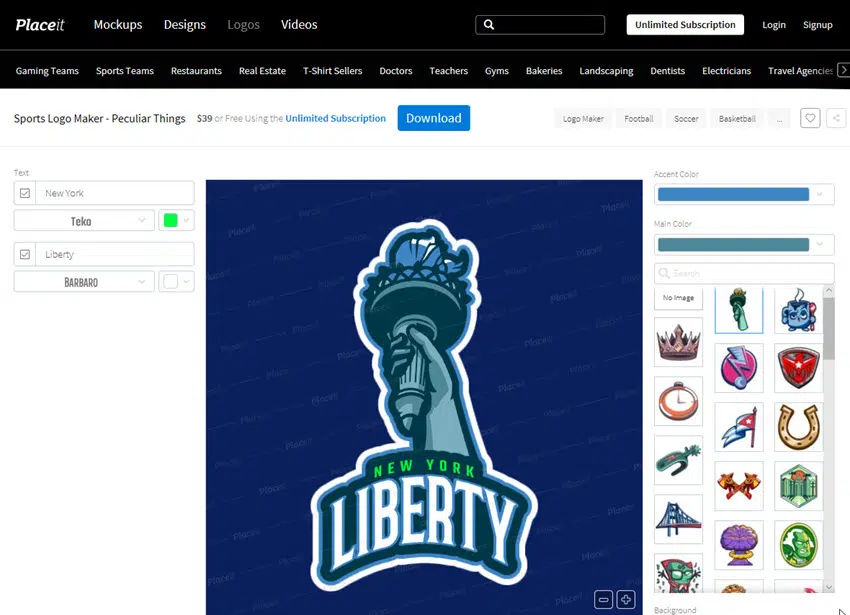 Placeit Mockups Designs Logos Videos Unlimited Subscription Login Signup
Gaming Teams Sports Teams Restaurants Real Estate T-Shirt Sellers Doctors Teachers Gyms Bakeries Landscaping Dentists Electricians Travel Agencies
Sports Logo Maker - Peculiar Things $39 or Free Using the Unlimited Subscription Download Logo Maker Football Soccer Basketball ...
Text
New York
Teko
Liberty
BARBARO
NEW YORK
LIBERTY
Accent Color
Main Color
Search
No Image
Background